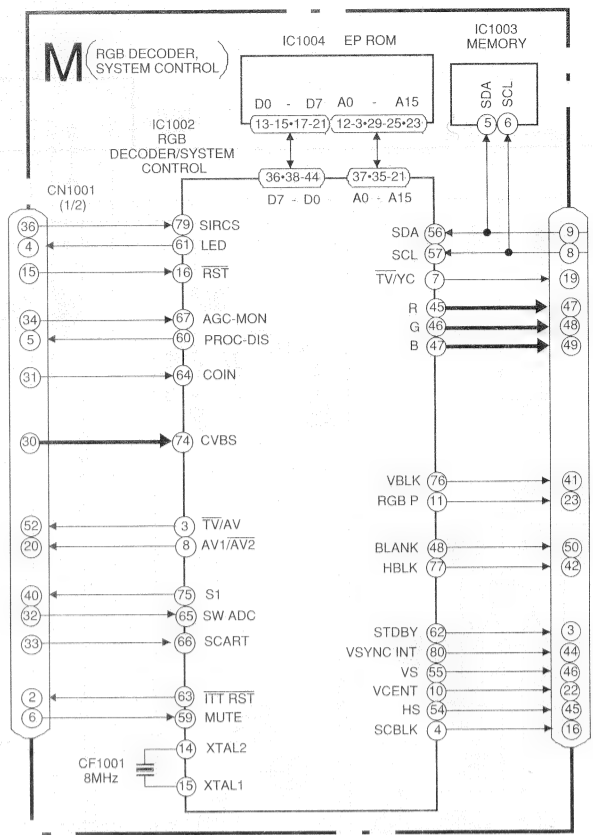 M
(RGB DECODER, SYSTEM CONTROL)
IC1004 EP ROM
IC1003
MEMORY
D0 - D7 A0 - A15
13-15•17-21 12-3•29-25•23
SDA
SCL
5 6
IC1002
RGB
DECODER/SYSTEM
CONTROL
36•38-44 37•35-21
D7 - D0 A0 - A15
CN1001
(1/2)
36 79 SIRCS
4 61 LED
15 16 RST
34 67 AGC-MON
5 60 PROC-DIS
31 64 COIN
30 74 CVBS
52 3 TV/AV
20 8 AV1/AV2
40 75 S1
32 65 SW ADC
33 66 SCART
2 63 ITT RST
6 59 MUTE
14 XTAL2
CF1001
8MHz
15 XTAL1
SDA 56 9
SCL 57 8
TV/YC 7 19
R 45 47
G 46 48
B 47 49
VBLK 76 41
RGB P 11 23
BLANK 48 50
HBLK 77 42
STDBY 62 3
VSYNC INT 80 44
VS 55 46
VCENT 10 22
HS 54 45
SCBLK 4 16